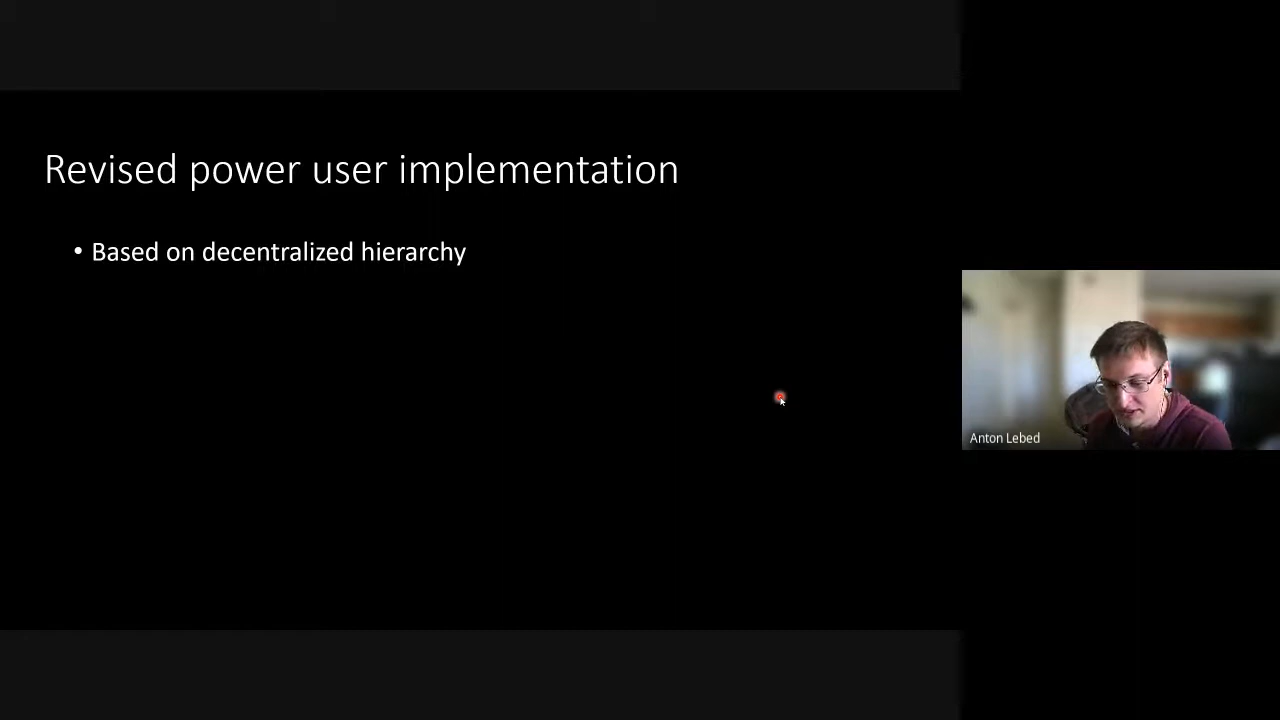 Revised power user implementation
• Based on decentralized hierarchy
Anton Lebed